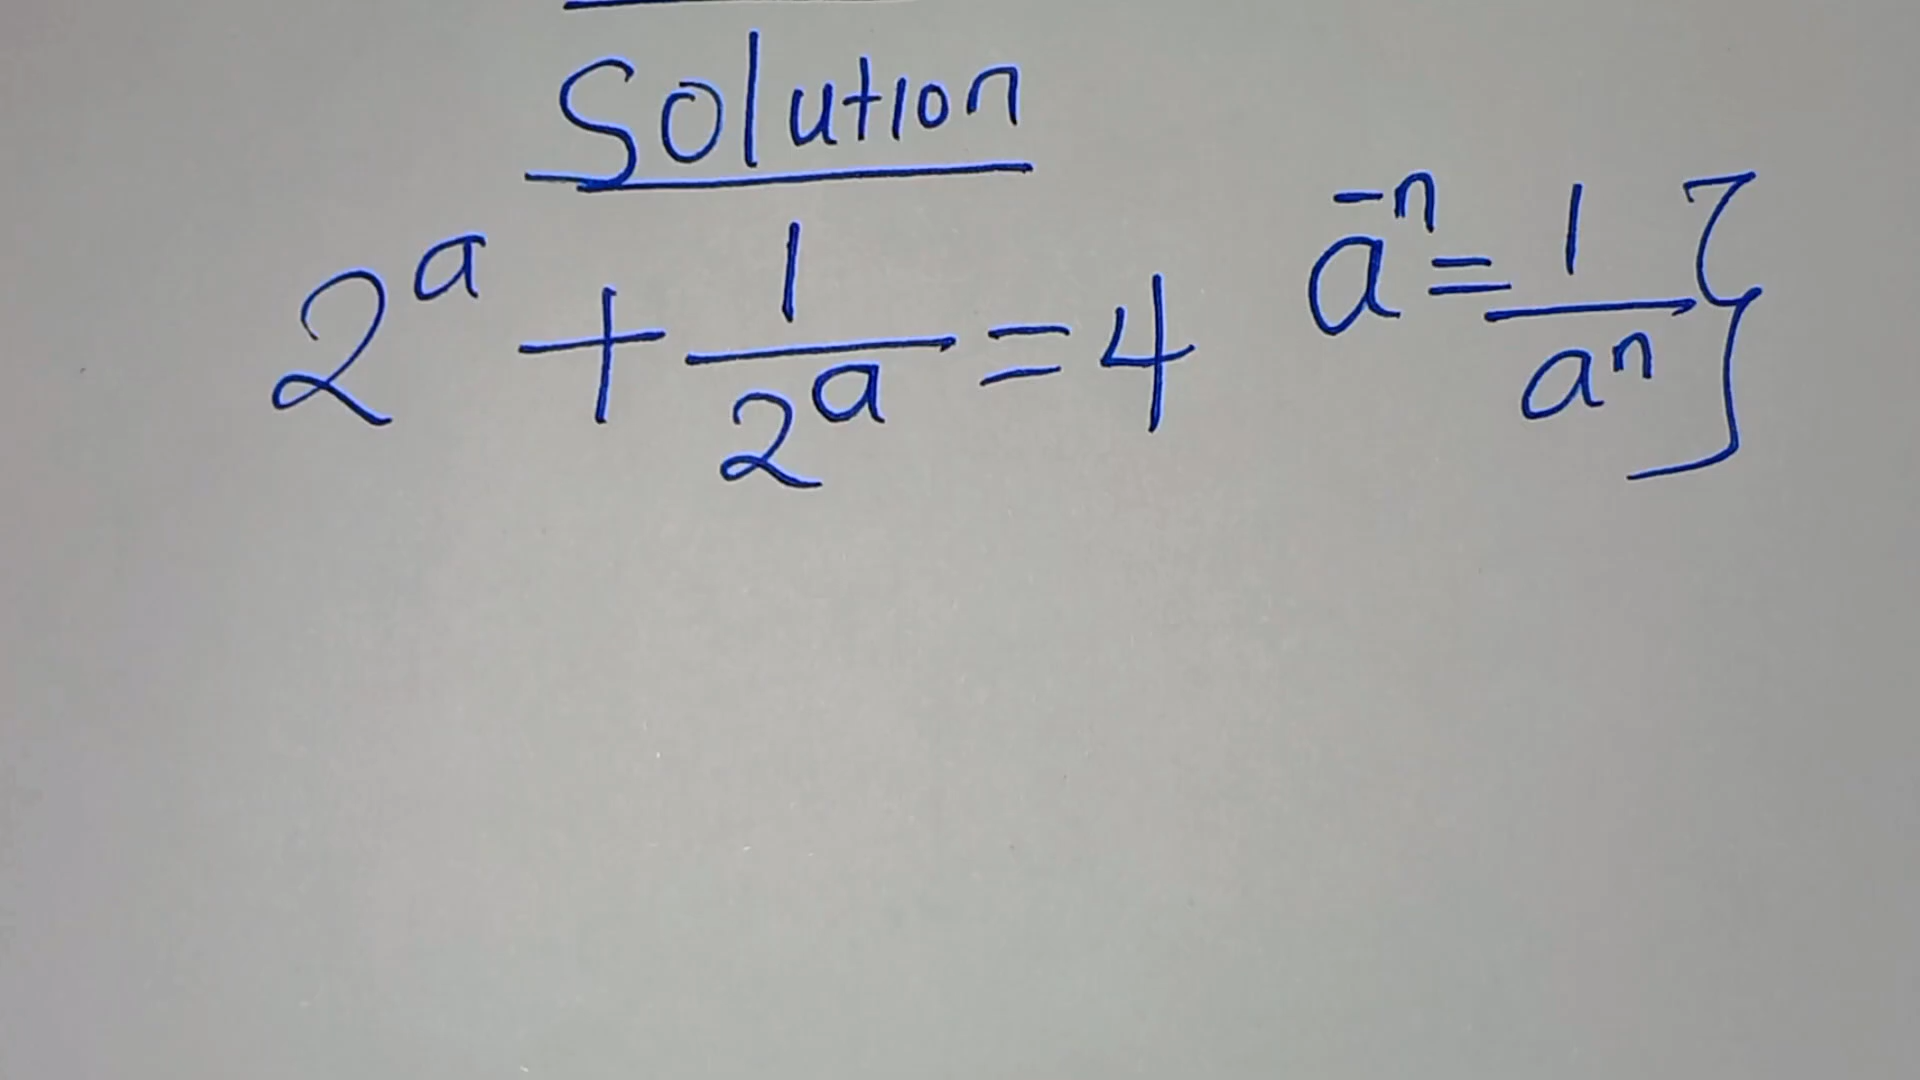 Solution
2^a + 1/2^a = 4
a^-n = 1/a^n }